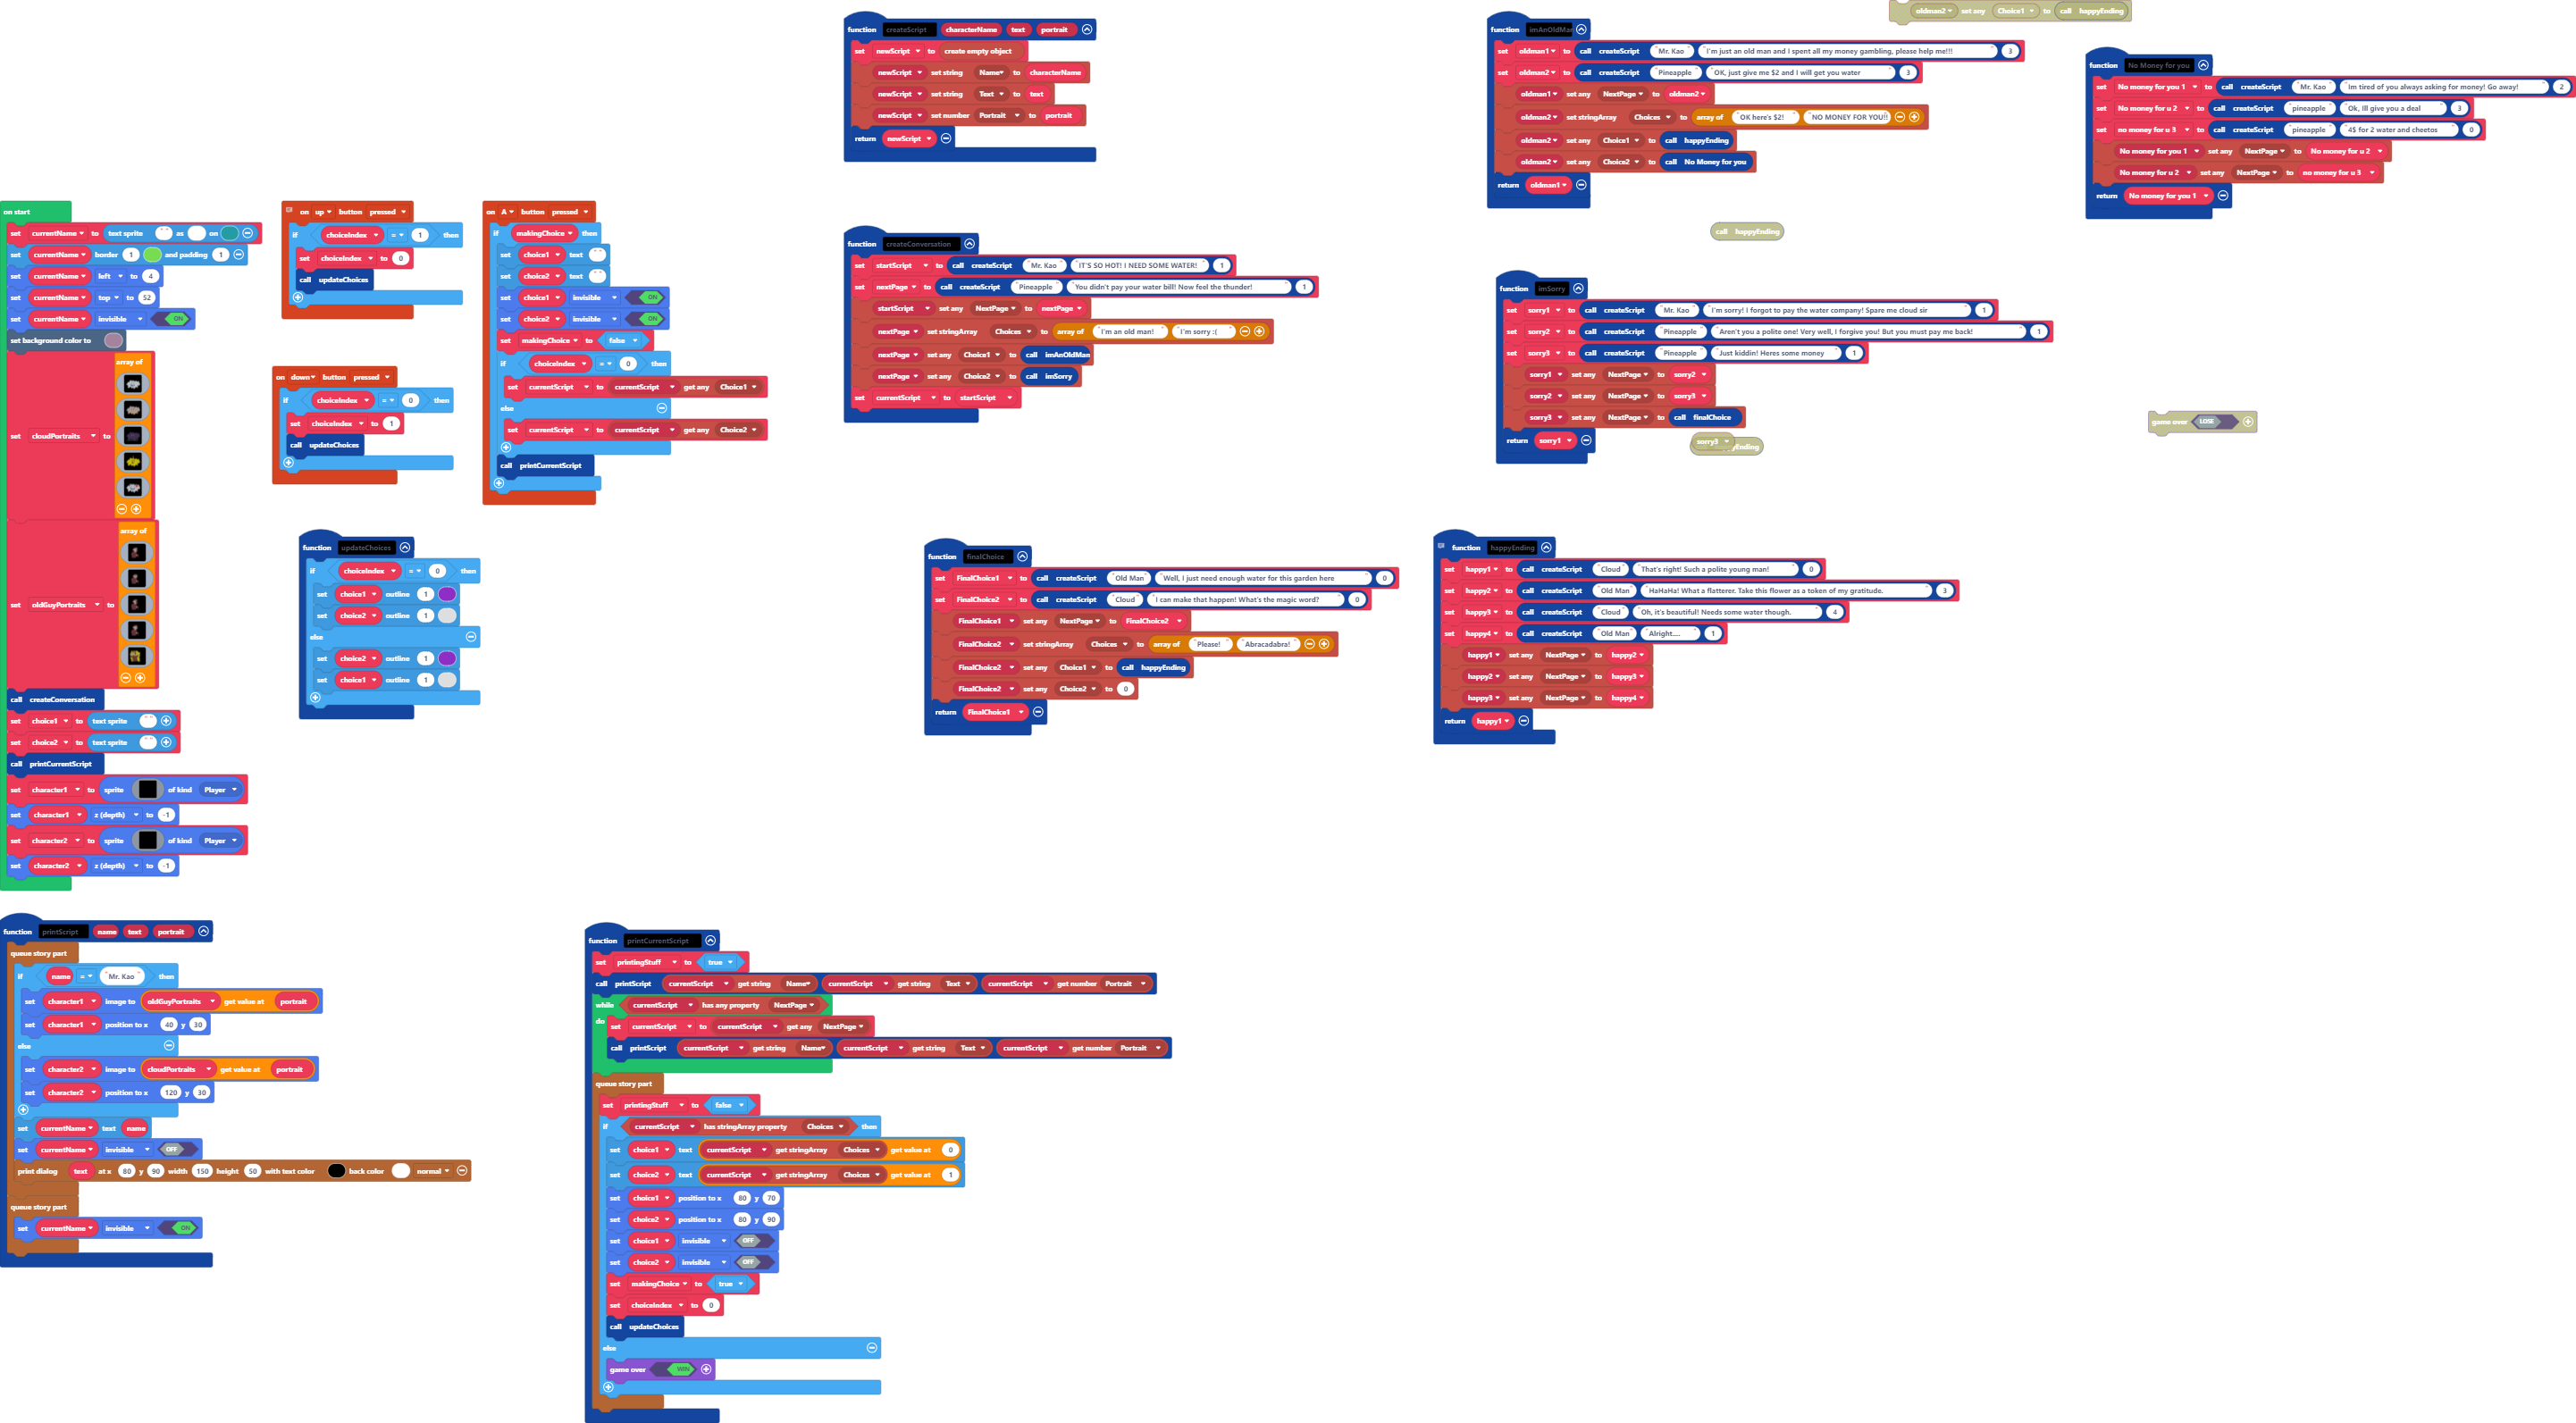 on start
set currentName to text sprite " " as on
set currentName border 1 and padding 1
set currentName left to 4
set currentName top to 52
set currentName invisible ON
set background color to
set cloudPortraits to array of
set oldGuyPortraits to array of
call createConversation
set choice1 to text sprite " "
set choice2 to text sprite " "
call printCurrentScript
set character1 to sprite of kind Player
set character1 z (depth) to -1
set character2 to sprite of kind Player
set character2 z (depth) to -1
on up button pressed
if choiceIndex = 1 then
set choiceIndex to 0
call updateChoices
on down button pressed
if choiceIndex = 0 then
set choiceIndex to 1
call updateChoices
on A button pressed
if makingChoice then
set choice1 text " "
set choice2 text " "
set choice1 invisible ON
set choice2 invisible ON
set makingChoice to false
if choiceIndex = 0 then
set currentScript to currentScript get any Choice1
else
set currentScript to currentScript get any Choice2
call printCurrentScript
function updateChoices
if choiceIndex = 0 then
set choice1 outline 1
set choice2 outline 1
else
set choice2 outline 1
set choice1 outline 1
function createScript characterName text portrait
set newScript to create empty object
newScript set string Name to characterName
newScript set string Text to text
newScript set number Portrait to portrait
return newScript
function createConversation
set startScript to call createScript "Mr. Kao" "IT'S SO HOT! I NEED SOME WATER!" 1
set nextPage to call createScript "Pineapple" "You didn't pay your water bill! Now feel the thunder!" 1
startScript set any NextPage to nextPage
nextPage set stringArray Choices to array of "I'm an old man!" "I'm sorry :("
nextPage set any Choice1 to call imAnOldMan
nextPage set any Choice2 to call imSorry
set currentScript to startScript
function imAnOldMan
set oldman1 to call createScript "Mr. Kao" "I'm just an old man and I spent all my money gambling, please help me!!!" 3
set oldman2 to call createScript "Pineapple" "OK, just give me $2 and I will get you water" 3
oldman1 set any NextPage to oldman2
oldman2 set stringArray Choices to array of "OK here's $2!" "NO MONEY FOR YOU!!"
oldman2 set any Choice1 to call happyEnding
oldman2 set any Choice2 to call No Money for you
return oldman1
oldman2 set any Choice1 to call happyEnding
call happyEnding
function No Money for you
set No money for you 1 to call createScript "Mr. Kao" "Im tired of you always asking for money! Go away!" 2
set No money for u 2 to call createScript "pineapple" "Ok, Ill give you a deal" 3
set no money for u 3 to call createScript "pineapple" "4$ for 2 water and cheetos" 0
No money for you 1 set any NextPage to No money for u 2
No money for u 2 set any NextPage to no money for u 3
return No money for you 1
function imSorry
set sorry1 to call createScript "Mr. Kao" "I'm sorry! I forgot to pay the water company! Spare me cloud sir" 1
set sorry2 to call createScript "Pineapple" "Aren't you a polite one! Very well, I forgive you! But you must pay me back!" 1
set sorry3 to call createScript "Pineapple" "Just kiddin! Heres some money" 1
sorry1 set any NextPage to sorry2
sorry2 set any NextPage to sorry3
sorry3 set any NextPage to call finalChoice
return sorry1
sorry3 yEnding
game over LOSE
function finalChoice
set FinalChoice1 to call createScript "Old Man" "Well, I just need enough water for this garden here" 0
set FinalChoice2 to call createScript "Cloud" "I can make that happen! What's the magic word?" 0
FinalChoice1 set any NextPage to FinalChoice2
FinalChoice2 set stringArray Choices to array of "Please!" "Abracadabra!"
FinalChoice2 set any Choice1 to call happyEnding
FinalChoice2 set any Choice2 to 0
return FinalChoice1
function happyEnding
set happy1 to call createScript "Cloud" "That's right! Such a polite young man!" 0
set happy2 to call createScript "Old Man" "HaHaHa! What a flatterer. Take this flower as a token of my gratitude." 3
set happy3 to call createScript "Cloud" "Oh, it's beautiful! Needs some water though." 4
set happy4 to call createScript "Old Man" "Alright...." 1
happy1 set any NextPage to happy2
happy2 set any NextPage to happy3
happy3 set any NextPage to happy4
return happy1
function printScript name text portrait
queue story part
if name = "Mr. Kao" then
set character1 image to oldGuyPortraits get value at portrait
set character1 position to x 40 y 30
else
set character2 image to cloudPortraits get value at portrait
set character2 position to x 120 y 30
set currentName text name
set currentName invisible OFF
print dialog text at x 80 y 90 width 150 height 50 with text color back color normal
queue story part
set currentName invisible ON
function printCurrentScript
set printingStuff to true
call printScript currentScript get string Name currentScript get string Text currentScript get number Portrait
while currentScript has any property NextPage
do set currentScript to currentScript get any NextPage
call printScript currentScript get string Name currentScript get string Text currentScript get number Portrait
queue story part
set printingStuff to false
if currentScript has stringArray property Choices then
set choice1 text currentScript get stringArray Choices get value at 0
set choice2 text currentScript get stringArray Choices get value at 1
set choice1 position to x 80 y 70
set choice2 position to x 80 y 90
set choice1 invisible OFF
set choice2 invisible OFF
set makingChoice to true
set choiceIndex to 0
call updateChoices
else
game over WIN